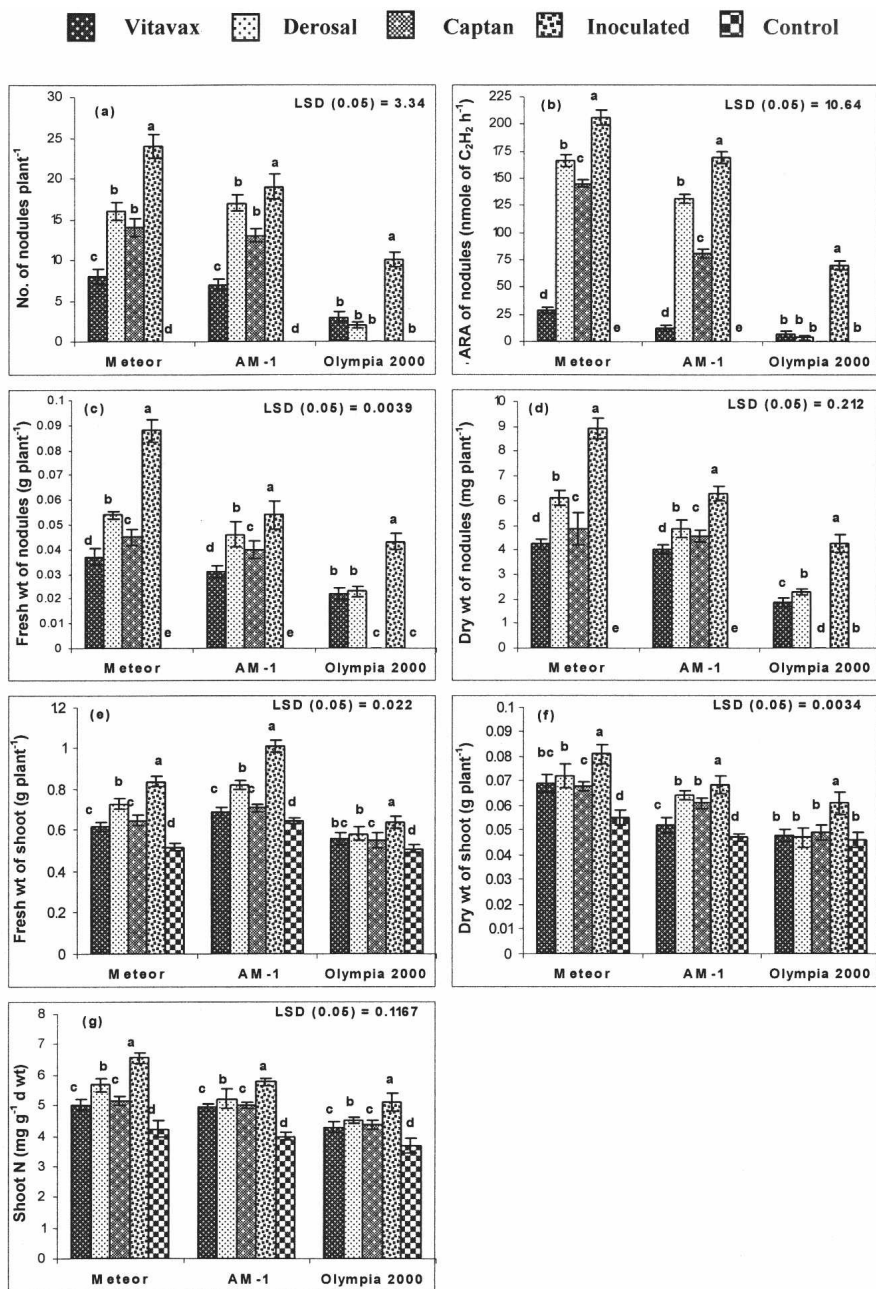 Vitavax Derosal Captan Inoculated Control
(a) LSD (0.05) = 3.34
No. of nodules plant⁻¹
30
25
20
15
10
5
0
c b b a d
c b b a d
b b b a b
Meteor AM-1 Olympia 2000
(b) LSD (0.05) = 10.64
ARA of nodules (nmole of C₂H₂ h⁻¹)
225
200
175
150
125
100
75
50
25
0
d b c a e
d b c a e
b b b a b
Meteor AM-1 Olympia 2000
(c) LSD (0.05) = 0.0039
Fresh wt of nodules (g plant⁻¹)
0.1
0.09
0.08
0.07
0.06
0.05
0.04
0.03
0.02
0.01
0
d b c a e
d b c a e
b b c a c
Meteor AM-1 Olympia 2000
(d) LSD (0.05) = 0.212
Dry wt of nodules (mg plant⁻¹)
10
9
8
7
6
5
4
3
2
1
0
d b c a e
d b c a e
c b d a b
Meteor AM-1 Olympia 2000
(e) LSD (0.05) = 0.022
Fresh wt of shoot (g plant⁻¹)
12
1
0.8
0.6
0.4
0.2
0
c b c a d
c b c a d
bc b c a d
Meteor AM-1 Olympia 2000
(f) LSD (0.05) = 0.0034
Dry wt of shoot (g plant⁻¹)
0.1
0.09
0.08
0.07
0.06
0.05
0.04
0.03
0.02
0.01
0
bc b c a d
c b b a d
b b b a b
Meteor AM-1 Olympia 2000
(g) LSD (0.05) = 0.1167
Shoot N (mg g⁻¹ d wt)
8
7
6
5
4
3
2
1
0
c b c a d
c b c a d
c b c a d
Meteor AM-1 Olympia 2000